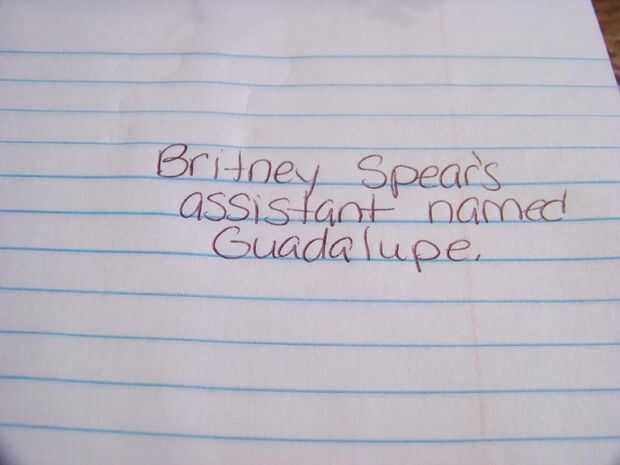 Britney Spear's
assistant named
Guadalupe.